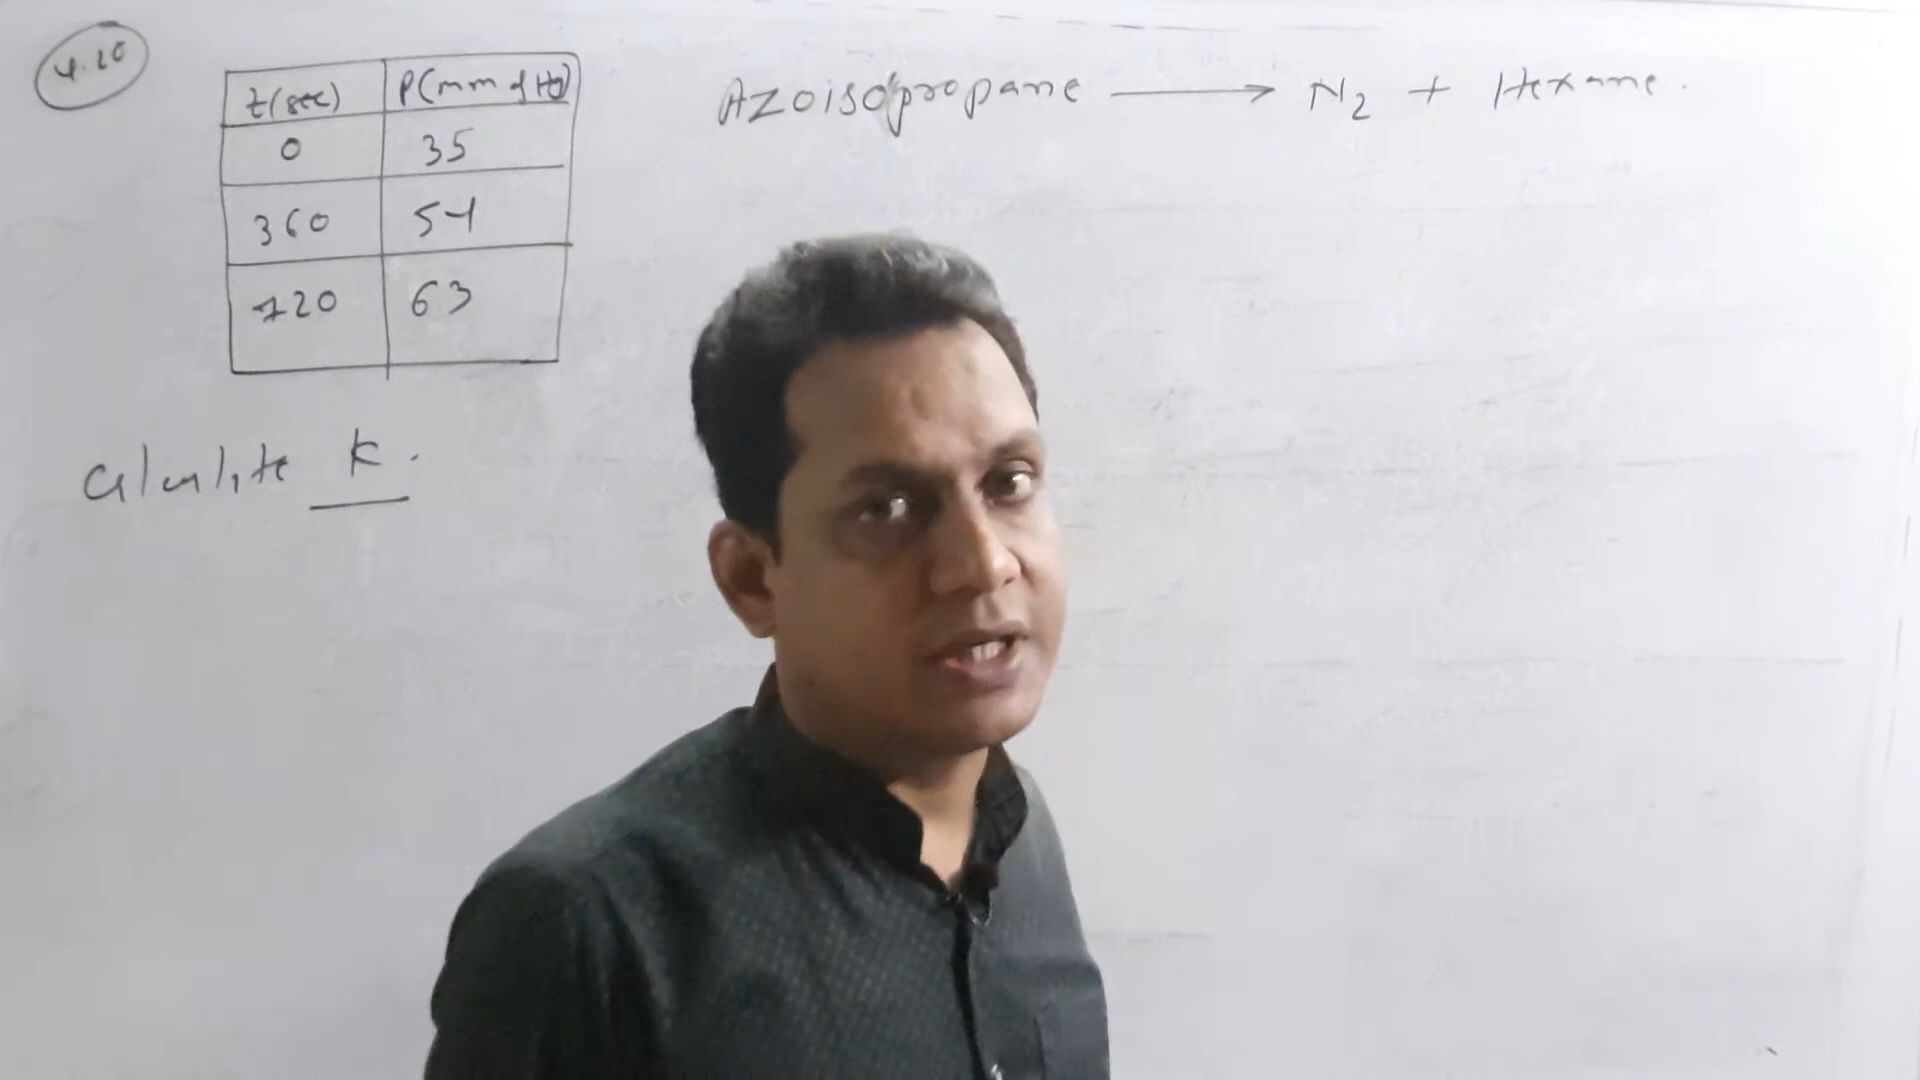 4.20
t(sec) P(mm of Hg)
0 35
360 54
720 63
Azoisopropane → N2 + Hexane.
Calculate K.